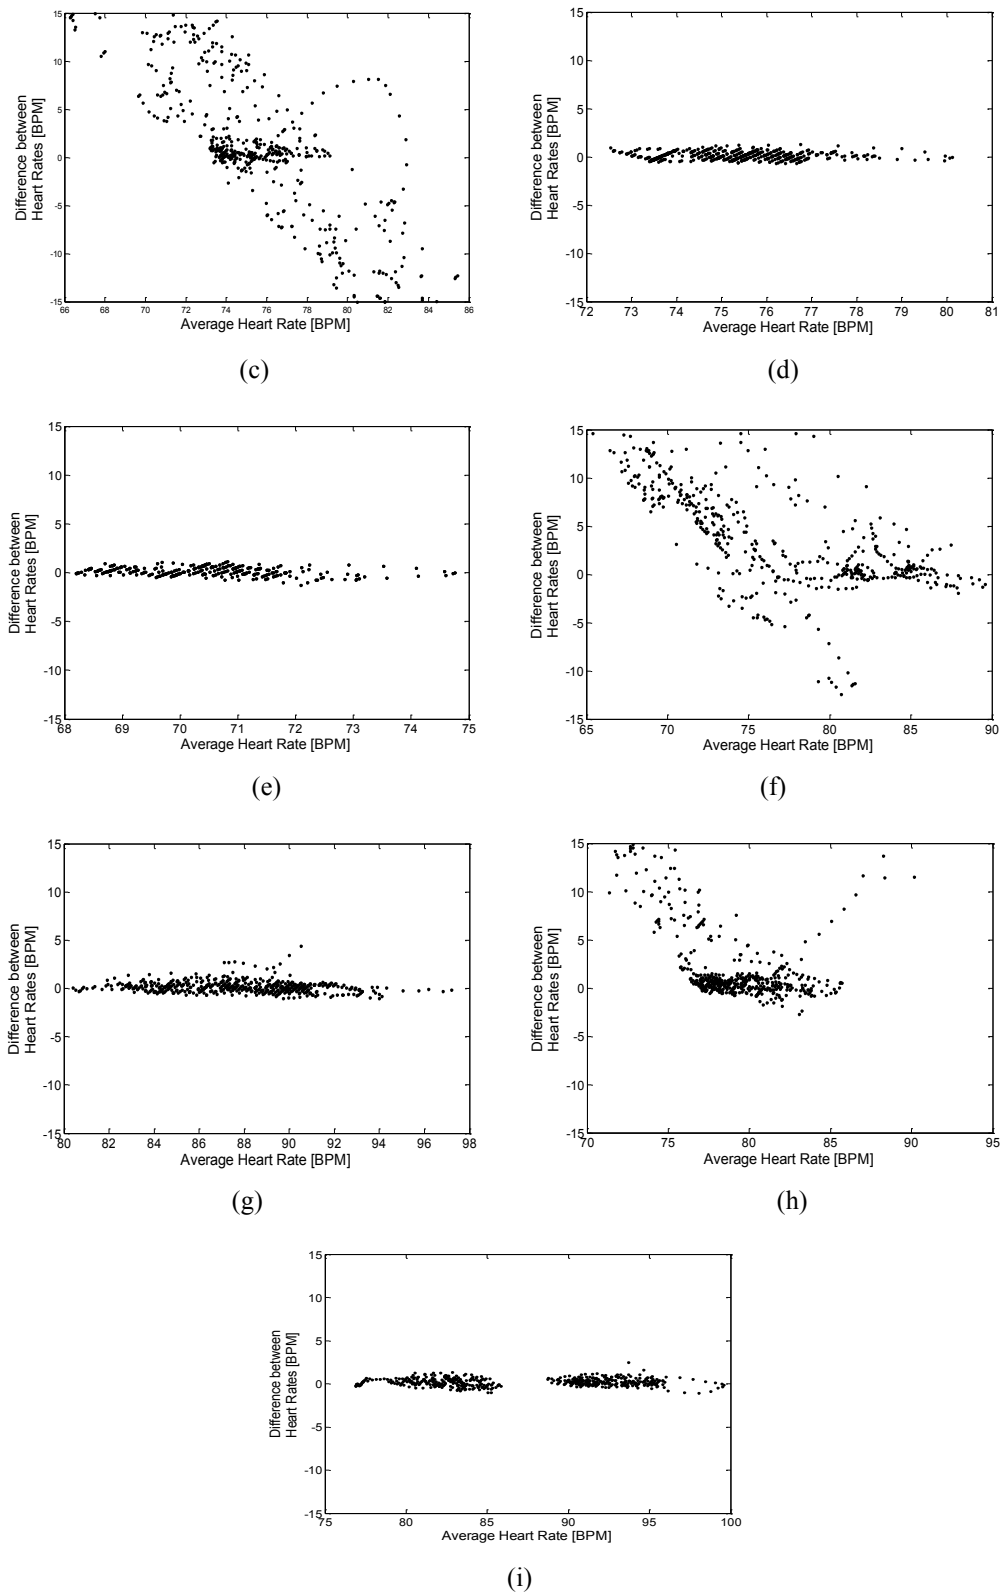 15
10
5
0
-5
-10
-15
66 68 70 72 74 76 78 80 82 84 86
Average Heart Rate [BPM]
Difference between
Heart Rates [BPM]
(c)
15
10
5
0
-5
-10
-15
72 73 74 75 76 77 78 79 80 81
Average Heart Rate [BPM]
Difference between
Heart Rates [BPM]
(d)
15
10
5
0
-5
-10
-15
68 69 70 71 72 73 74 75
Average Heart Rate [BPM]
Difference between
Heart Rates [BPM]
(e)
15
10
5
0
-5
-10
-15
65 70 75 80 85 90
Average Heart Rate [BPM]
Difference between
Heart Rates [BPM]
(f)
15
10
5
0
-5
-10
-15
80 82 84 86 88 90 92 94 96 98
Average Heart Rate [BPM]
Difference between
Heart Rates [BPM]
(g)
15
10
5
0
-5
-10
-15
70 75 80 85 90 95
Average Heart Rate [BPM]
Difference between
Heart Rates [BPM]
(h)
15
10
5
0
-5
-10
-15
75 80 85 90 95 100
Average Heart Rate [BPM]
Difference between
Heart Rates [BPM]
(i)